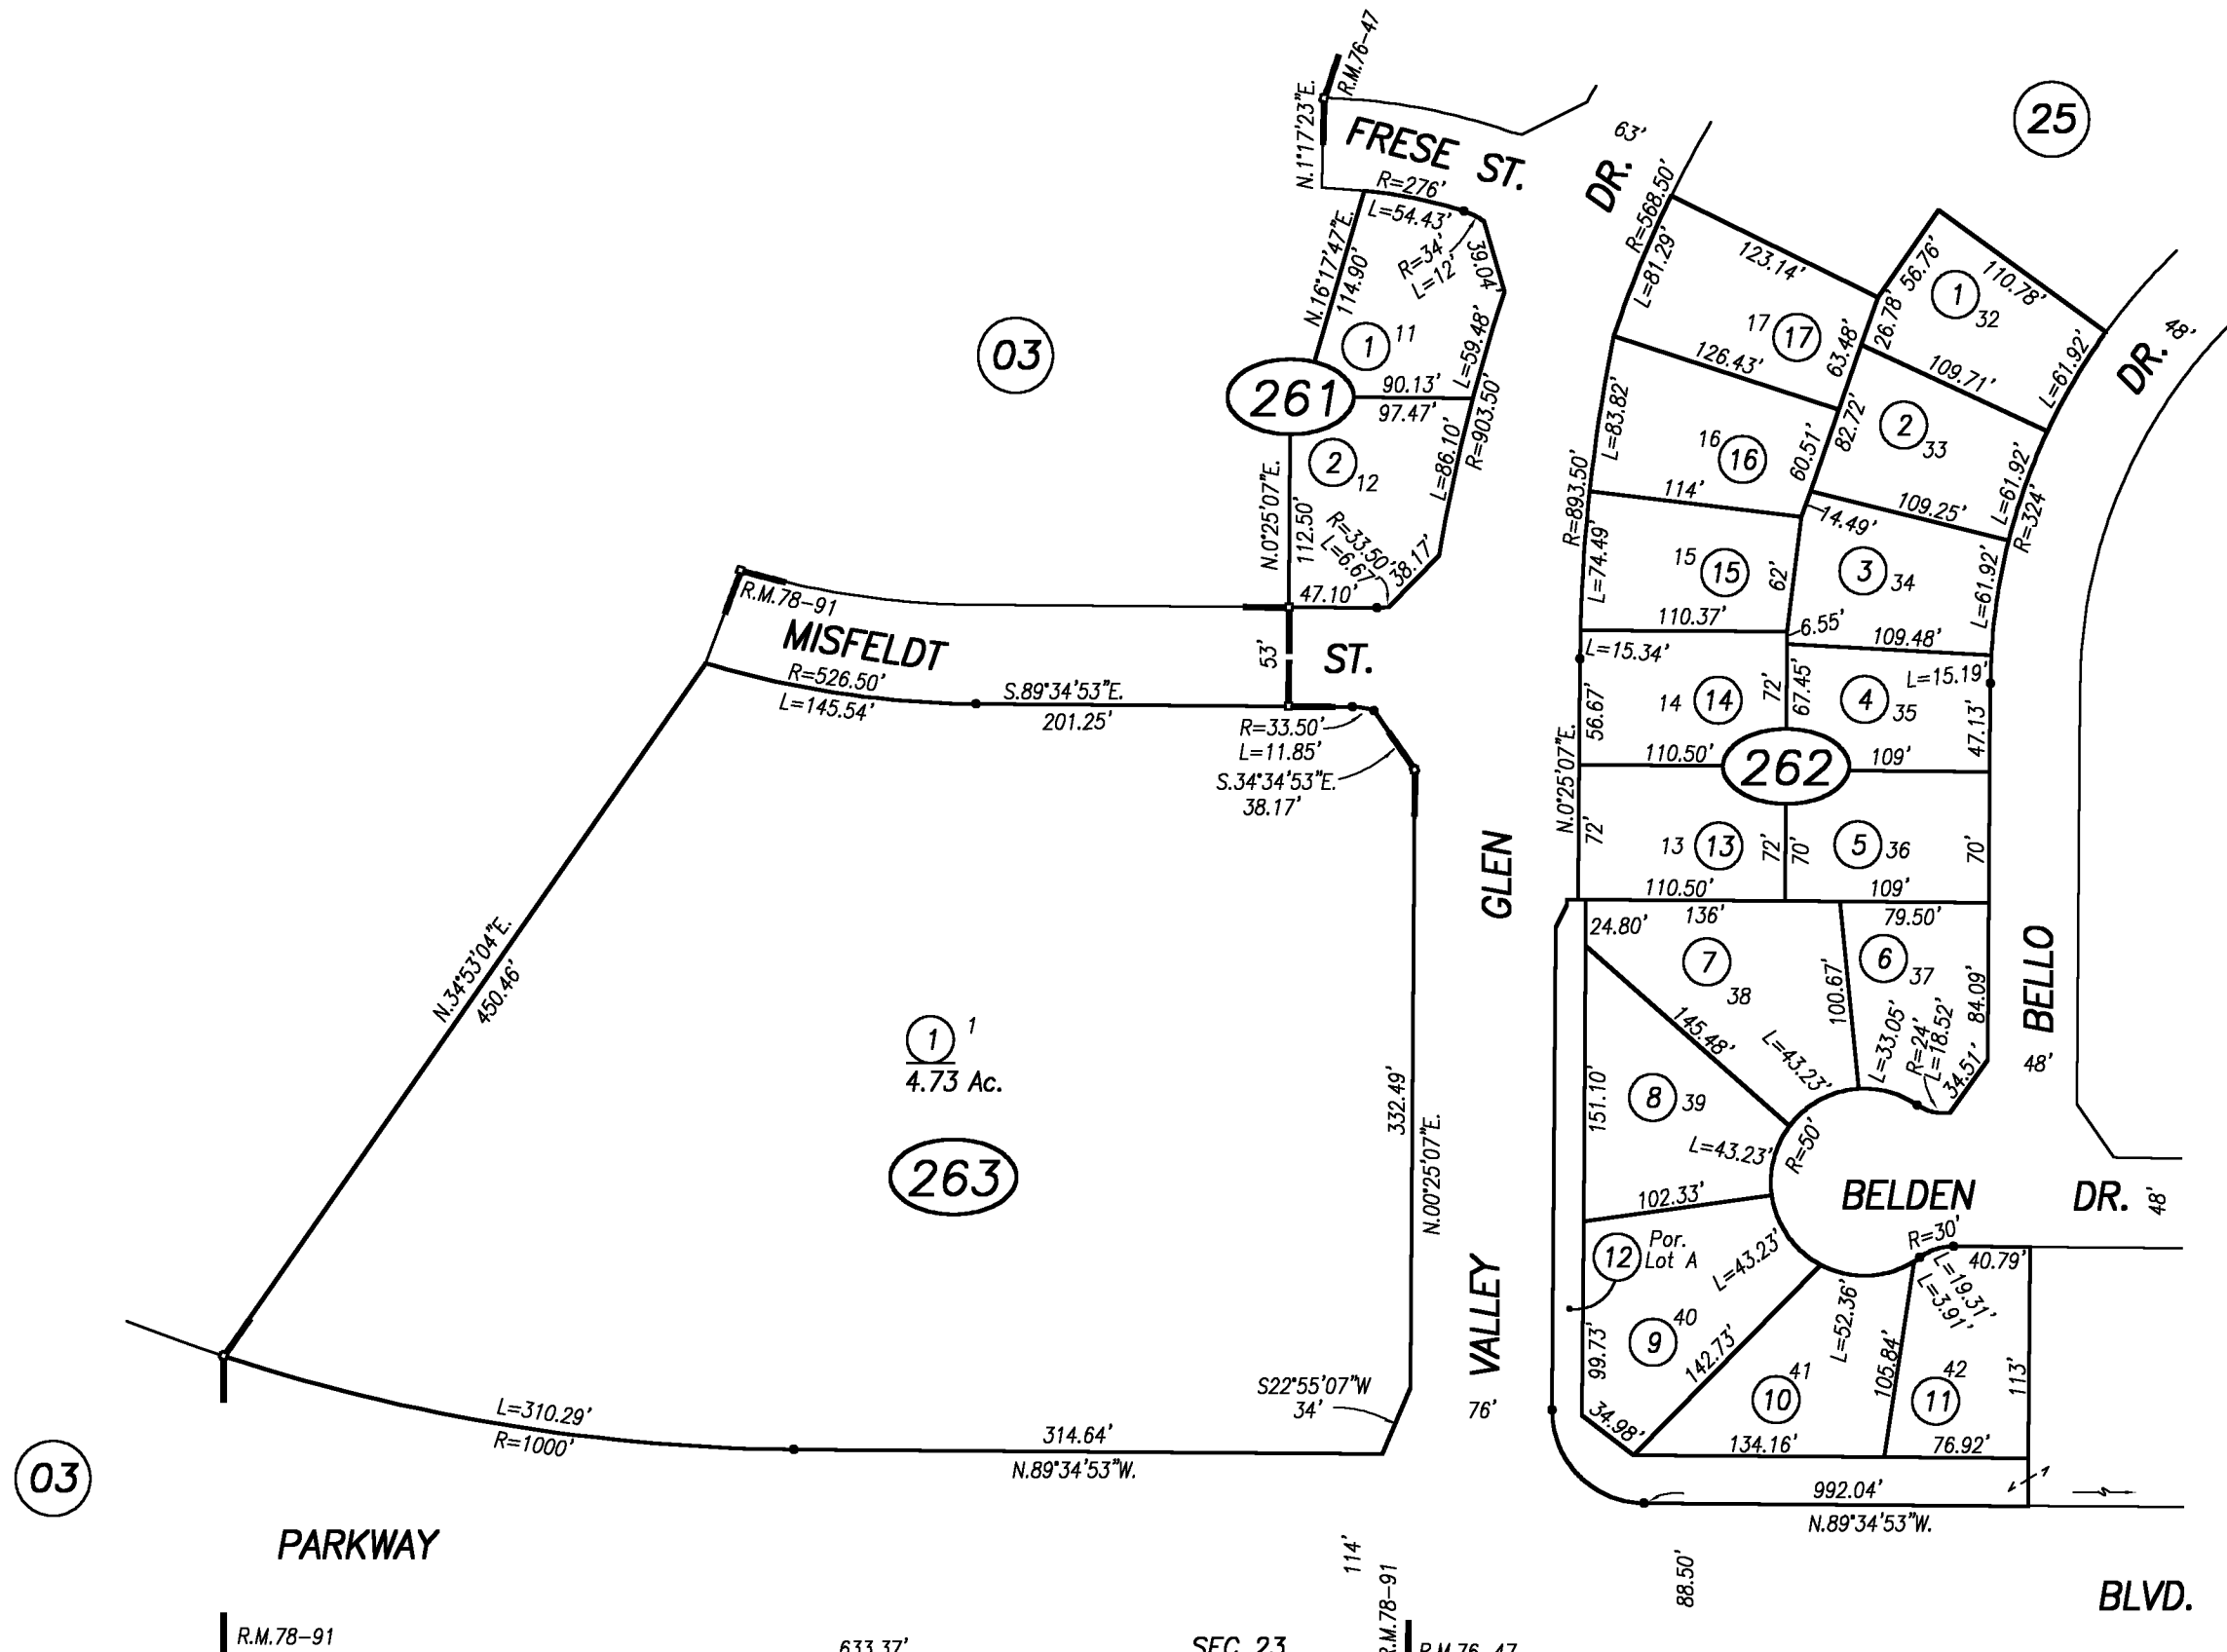 R.M.76-47
N.1°17'23"E.
FRESE ST.
63'
DR.
25
R=276'
L=54.43'
R=34'
L=12'
39.04'
N.16°17'47"E.
114.90'
1 11
L=59.48'
90.13'
261
97.47'
R=903.50'
L=86.10'
2 12
N.0°25'07"E.
112.50'
R=33.50'
L=6.67'
38.17'
47.10'
03
R.M.78-91
MISFELDT
ST.
53'
R=526.50'
L=145.54'
S.89°34'53"E.
201.25'
R=33.50'
L=11.85'
S.34°34'53"E.
38.17'
N.34°53'04"E.
450.46'
1 1
4.73 Ac.
263
332.49'
N.00°25'07"E.
S22°55'07"W
34'
L=310.29'
R=1000'
314.64'
N.89°34'53"W.
03
PARKWAY
R.M.78-91
633.37'
SEC. 23
114'
R.M.78-91
R.M.76-47
88.50'
BLVD.
GLEN
VALLEY
76'
R=568.50'
L=81.29'
123.14'
17 17
63.48'
26.78'
56.76'
1 32
110.78'
L=61.92'
DR.
48'
126.43'
109.71'
L=83.82'
16 16
60.51'
82.72'
2 33
L=61.92'
R=324'
R=893.50'
114'
14.49'
109.25'
L=74.49'
15 15
62'
3 34
L=61.92'
110.37'
6.55'
109.48'
L=15.34'
L=15.19'
56.67'
14 14
72'
67.45'
4 35
47.13'
N.0°25'07"E.
110.50'
262
109'
72'
13 13
72'
70'
5 36
70'
110.50'
109'
24.80'
136'
79.50'
7 38
100.67'
6 37
84.09'
BELLO
48'
145.48'
L=43.23'
L=33.05'
R=24'
L=18.52'
34.51'
151.10'
8 39
L=43.23'
R=50'
102.33'
BELDEN DR.
48'
12 Por.
Lot A
L=43.23'
R=30'
40.79'
L=19.31'
L=3.91'
L=52.36'
99.73'
9 40
142.73'
10 41
105.84'
11 42
113'
34.98'
134.16'
76.92'
992.04'
N.89°34'53"W.